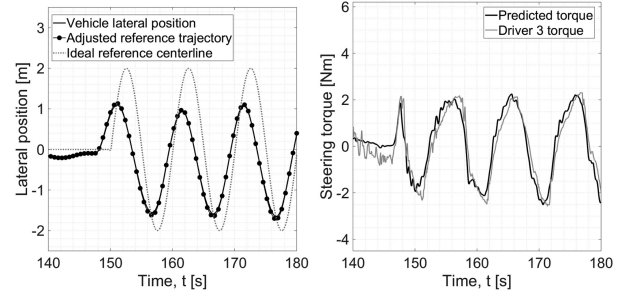 Vehicle lateral position
Adjusted reference trajectory
Ideal reference centerline
Lateral position [m]
3
2
1
0
-1
-2
140
150
160
170
180
Time, t [s]
Predicted torque
Driver 3 torque
Steering torque [Nm]
6
4
2
0
-2
-4
140
150
160
170
180
Time, t [s]